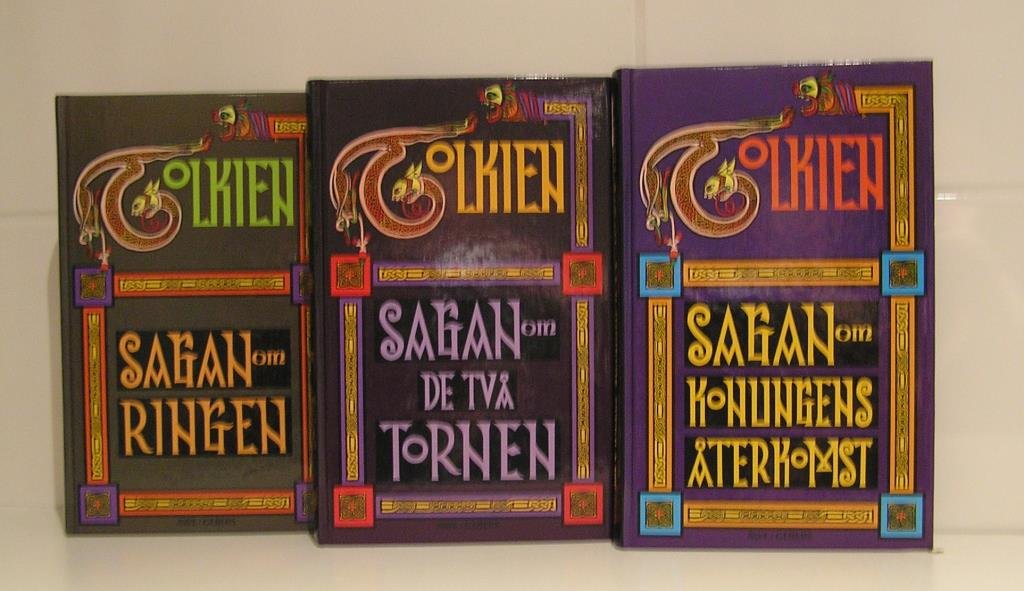 TOLKIEN
SAGAN om
RINGEN
TOLKIEN
SAGAN om
DE TVÅ
TORNEN
TOLKIEN
SAGAN om
KONUNGENS
ÅTERKOMST